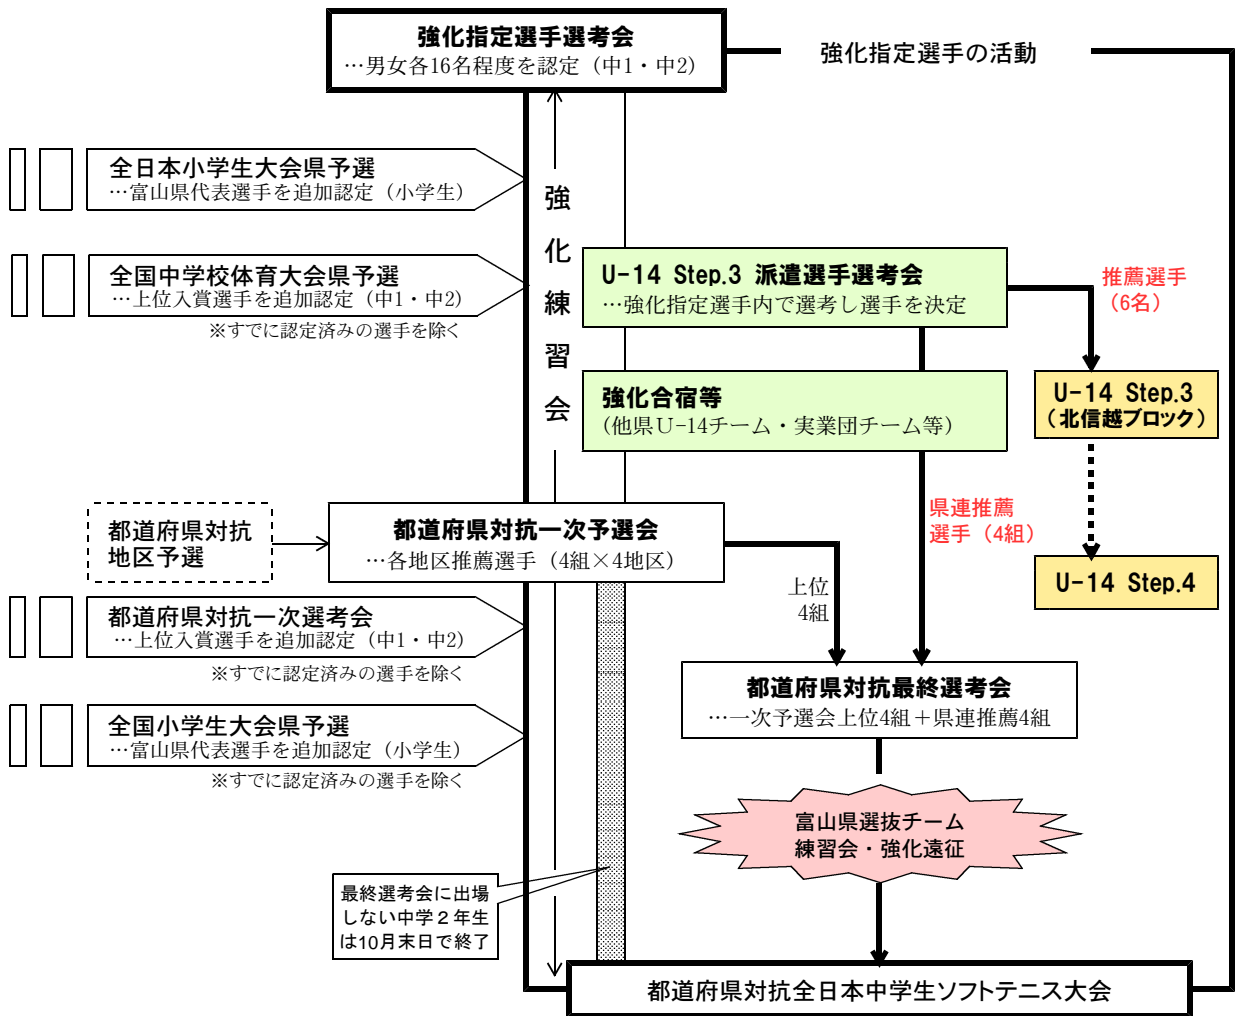 強化指定選手選考会
…男女各16名程度を認定（中1・中2）
強化指定選手の活動
全日本小学生大会県予選
…富山県代表選手を追加認定（小学生）
強化練習会
全国中学校体育大会県予選
…上位入賞選手を追加認定（中1・中2）
※すでに認定済みの選手を除く
U-14 Step.3 派遣選手選考会
…強化指定選手内で選考し選手を決定
推薦選手
（6名）
強化合宿等
(他県U-14チーム・実業団チーム等）
U-14 Step.3
（北信越ブロック）
都道府県対抗
地区予選
都道府県対抗一次予選会
…各地区推薦選手（4組×4地区）
県連推薦
選手（4組）
上位
4組
U-14 Step.4
都道府県対抗一次選考会
…上位入賞選手を追加認定（中1・中2）
※すでに認定済みの選手を除く
都道府県対抗最終選考会
…一次予選会上位4組＋県連推薦4組
全国小学生大会県予選
…富山県代表選手を追加認定（小学生）
※すでに認定済みの選手を除く
富山県選抜チーム
練習会・強化遠征
最終選考会に出場
しない中学２年生
は10月末日で終了
都道府県対抗全日本中学生ソフトテニス大会